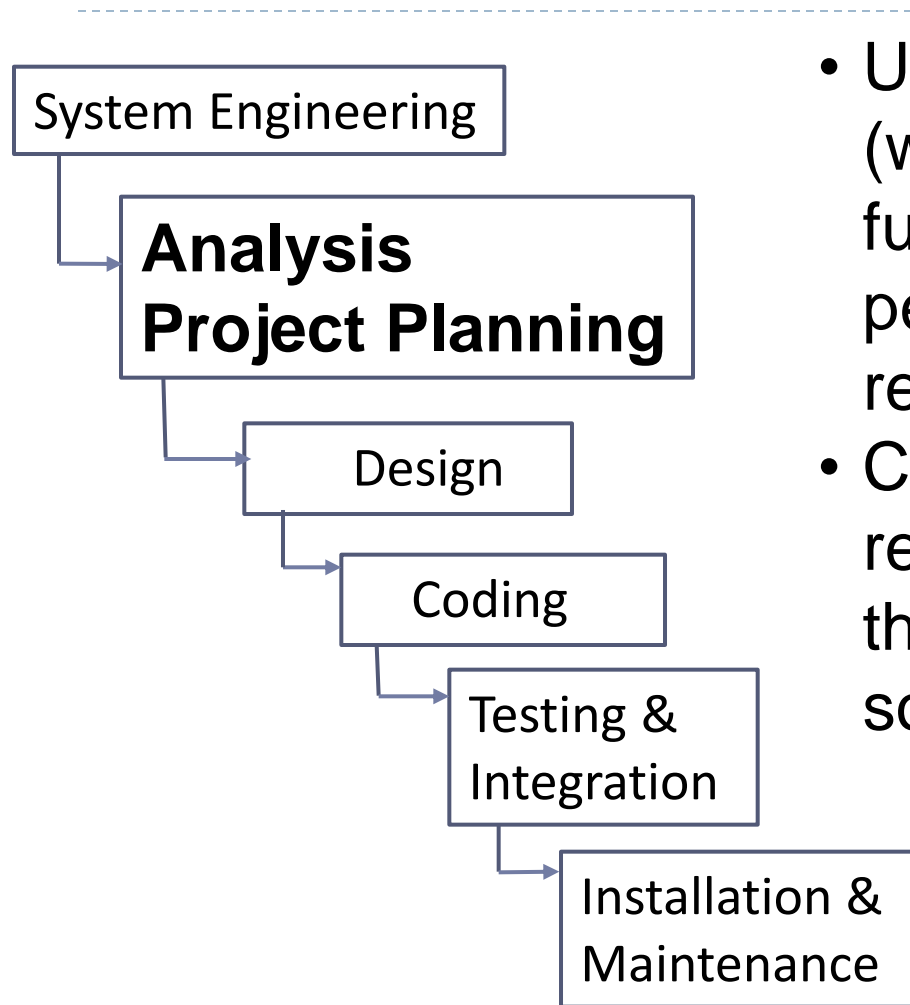 System Engineering
Analysis
Project Planning
Design
Coding
Testing &
Integration
Installation &
Maintenance